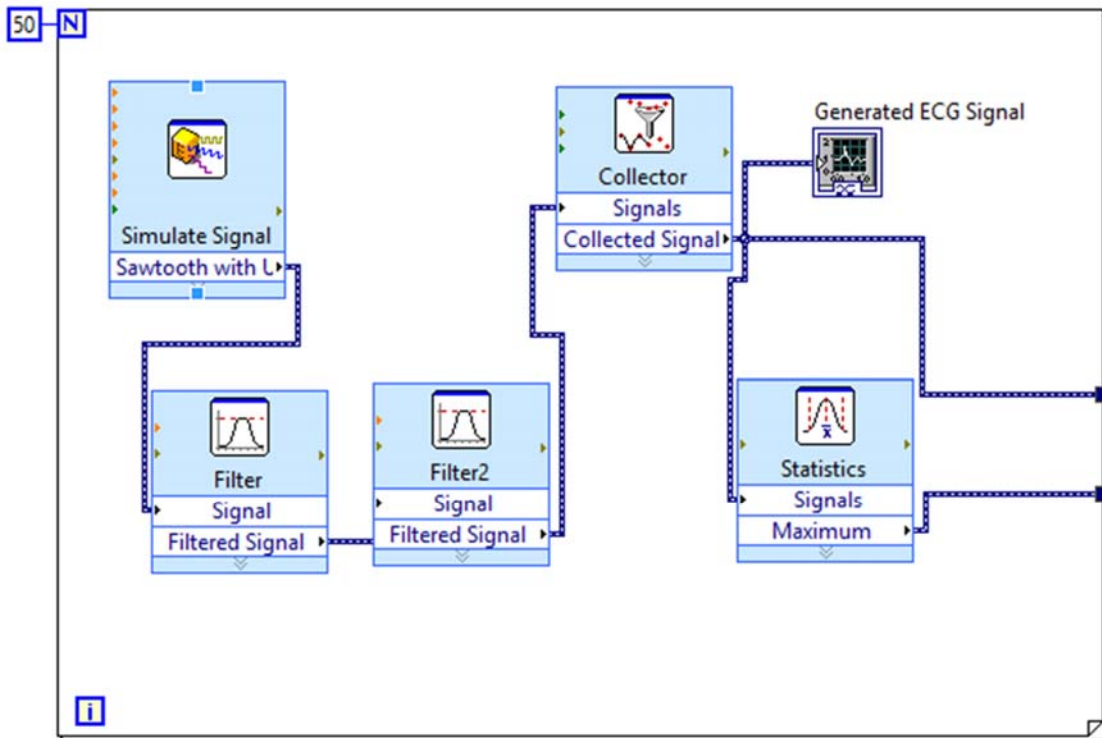 50
N
Simulate Signal
Sawtooth with U
Collector
Signals
Collected Signal
Generated ECG Signal
Filter
Signal
Filtered Signal
Filter2
Signal
Filtered Signal
Statistics
Signals
Maximum
i